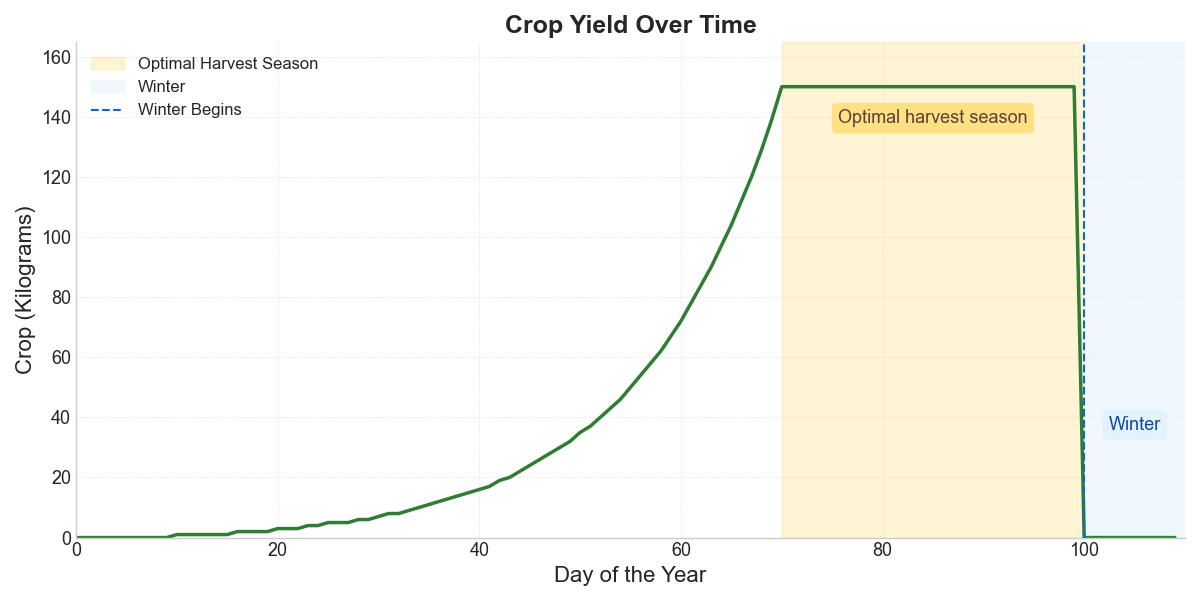 Crop Yield Over Time
Optimal Harvest Season
Winter
Winter Begins
Optimal harvest season
Winter
Crop (Kilograms)
160
140
120
100
80
60
40
20
0
0 20 40 60 80 100
Day of the Year